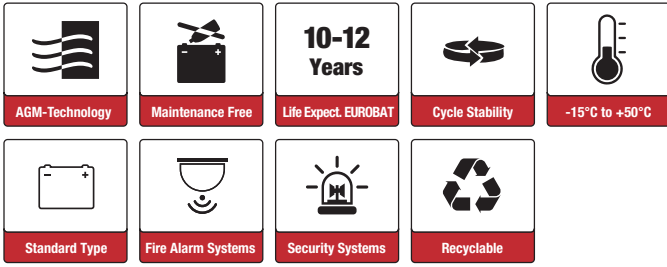 10-12
Years
AGM-Technology
Maintenance Free
Life Expect. EUROBAT
Cycle Stability
-15°C to +50°C
- +
Standard Type
Fire Alarm Systems
Security Systems
Recyclable